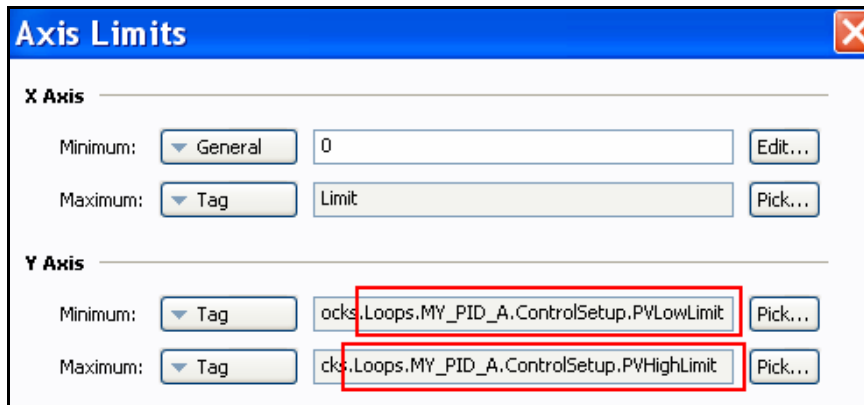 Axis Limits
X Axis
Minimum: General 0 Edit...
Maximum: Tag Limit Pick...
Y Axis
Minimum: Tag ocks.Loops.MY_PID_A.ControlSetup.PVLowLimit Pick...
Maximum: Tag cks.Loops.MY_PID_A.ControlSetup.PVHighLimit Pick...